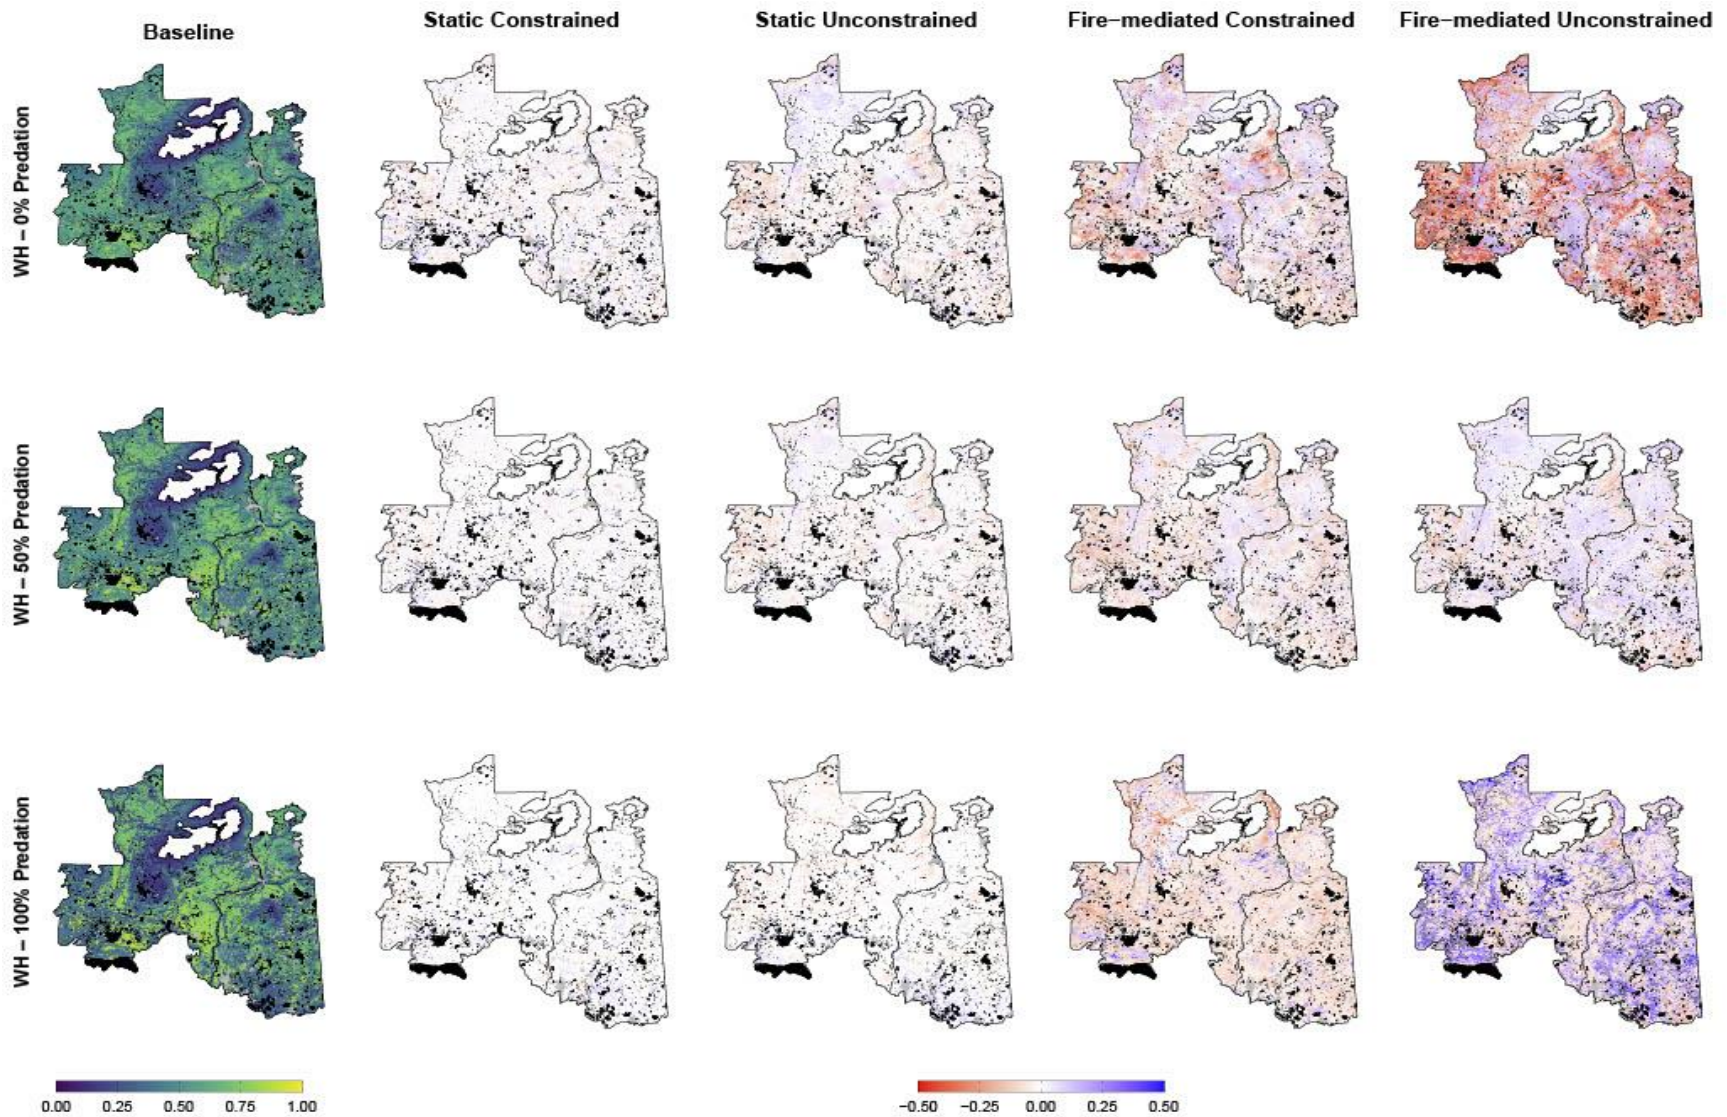 Baseline
Static Constrained
Static Unconstrained
Fire-mediated Constrained
Fire-mediated Unconstrained
WH – 0% Predation
WH – 50% Predation
WH – 100% Predation
0.00 0.25 0.50 0.75 1.00
−0.50 −0.25 0.00 0.25 0.50